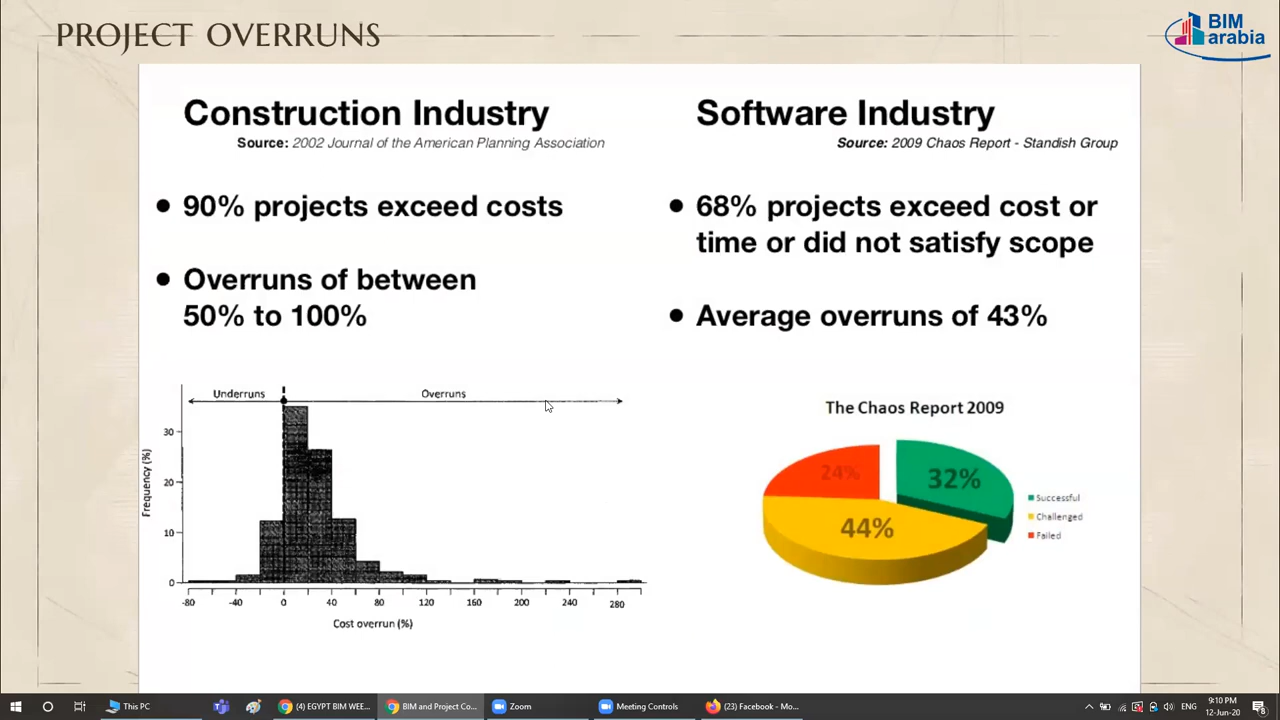 PROJECT OVERRUNS
BIM
arabia
Construction Industry
Source: 2002 Journal of the American Planning Association
90% projects exceed costs
Overruns of between
50% to 100%
Software Industry
Source: 2009 Chaos Report - Standish Group
68% projects exceed cost or
time or did not satisfy scope
Average overruns of 43%
Underruns
Overruns
Frequency (%)
30
20
10
0
-80 -40 0 40 80 120 160 200 240 280
Cost overrun (%)
The Chaos Report 2009
24%
32%
44%
Successful
Challenged
Failed
This PC
(4) EGYPT BIM WEE...
BIM and Project Co...
Zoom
Meeting Controls
(23) Facebook - Mo...
ENG
9:10 PM
12-Jun-20